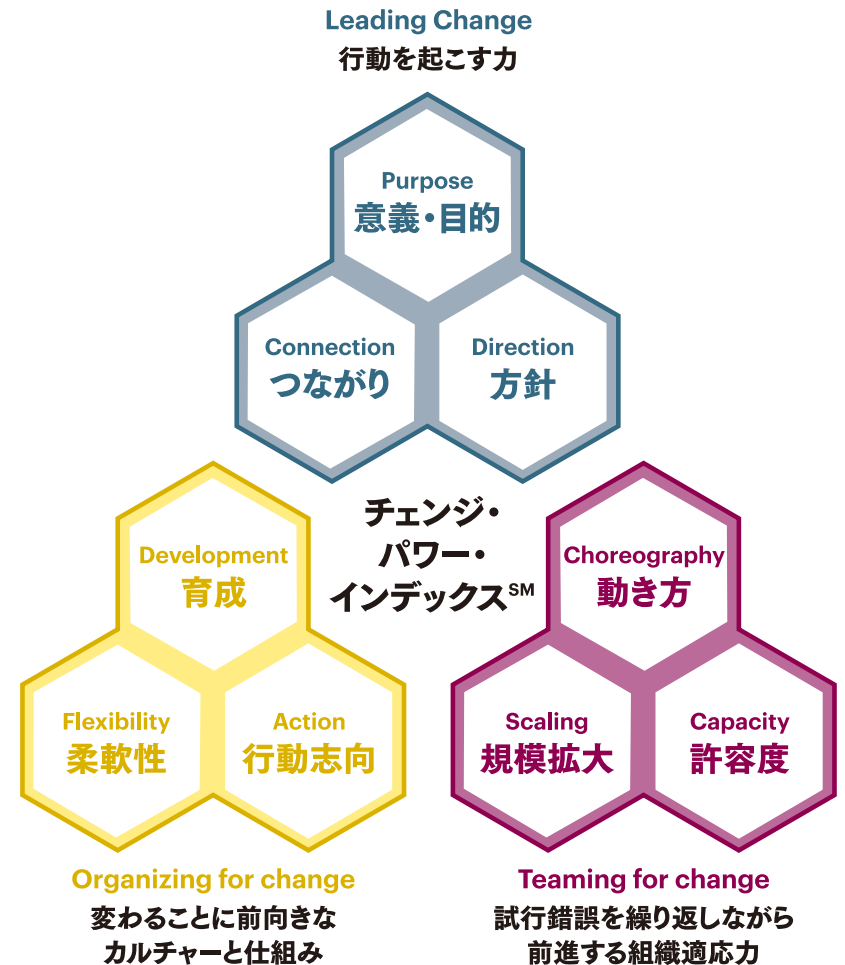 Leading Change
行動を起こす力
Purpose
意義・目的
Connection
つながり
Direction
方針
チェンジ・
パワー・
インデックス℠
Development
育成
Flexibility
柔軟性
Action
行動志向
Organizing for change
変わることに前向きな
カルチャーと仕組み
Choreography
動き方
Scaling
規模拡大
Capacity
許容度
Teaming for change
試行錯誤を繰り返しながら
前進する組織適応力